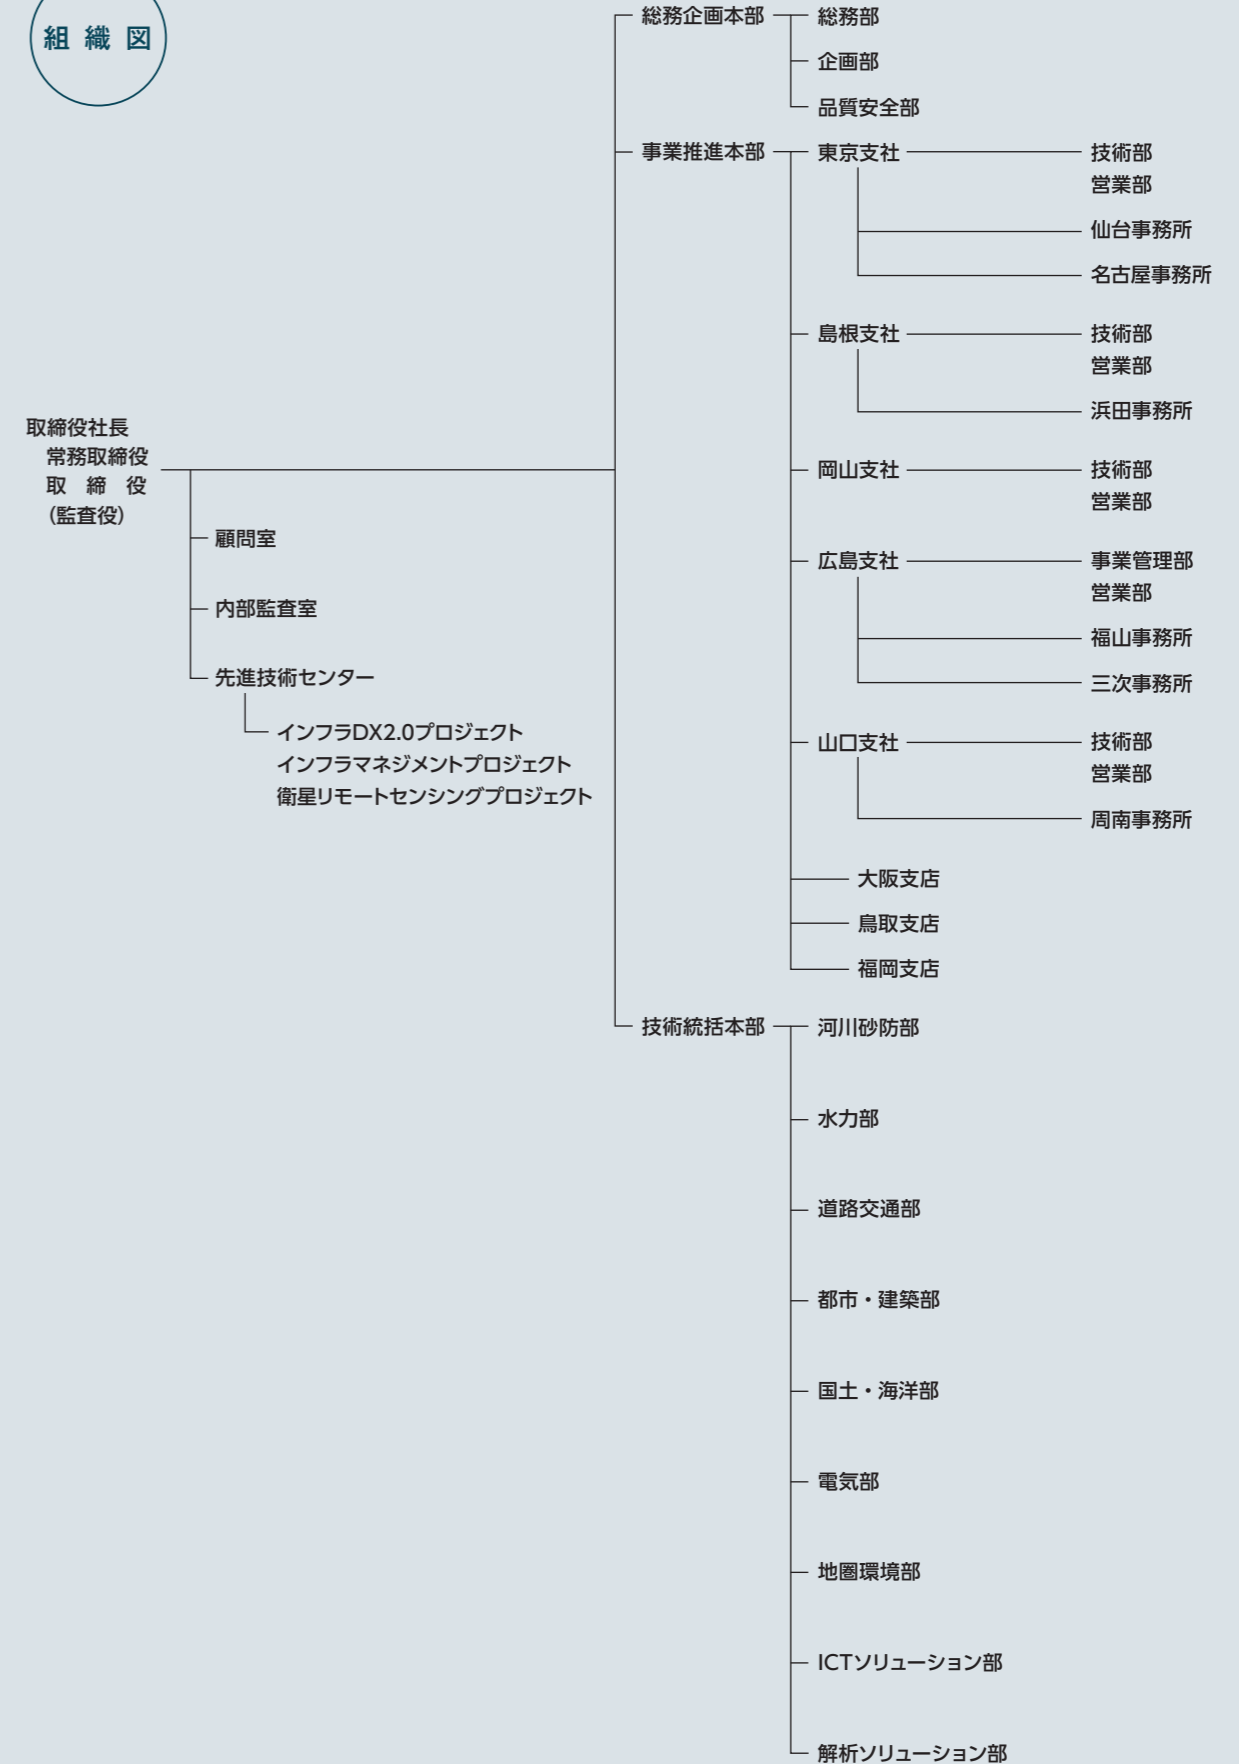 組織図
取締役社長
常務取締役
取 締 役
(監査役)
顧問室
内部監査室
先進技術センター
インフラDX2.0プロジェクト
インフラマネジメントプロジェクト
衛星リモートセンシングプロジェクト
総務企画本部
総務部
企画部
品質安全部
事業推進本部
東京支社
技術部
営業部
仙台事務所
名古屋事務所
島根支社
技術部
営業部
浜田事務所
岡山支社
技術部
営業部
広島支社
事業管理部
営業部
福山事務所
三次事務所
山口支社
技術部
営業部
周南事務所
大阪支店
鳥取支店
福岡支店
技術統括本部
河川砂防部
水力部
道路交通部
都市・建築部
国土・海洋部
電気部
地圏環境部
ICTソリューション部
解析ソリューション部